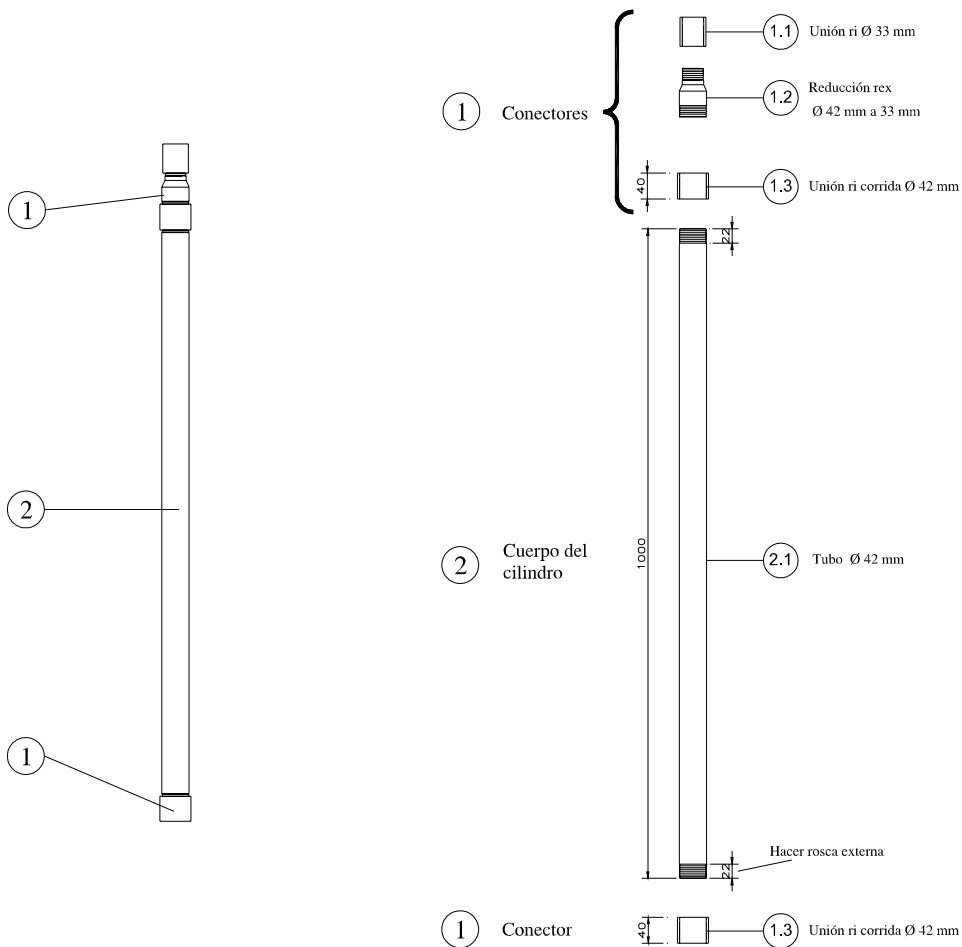 1
2
1
1 Conectores
1.1 Unión ri Ø 33 mm
1.2 Reducción rex
Ø 42 mm a 33 mm
40
1.3 Unión ri corrida Ø 42 mm
22
1000
2 Cuerpo del
cilindro
2.1 Tubo Ø 42 mm
Hacer rosca externa
22
1 Conector
40
1.3 Unión ri corrida Ø 42 mm